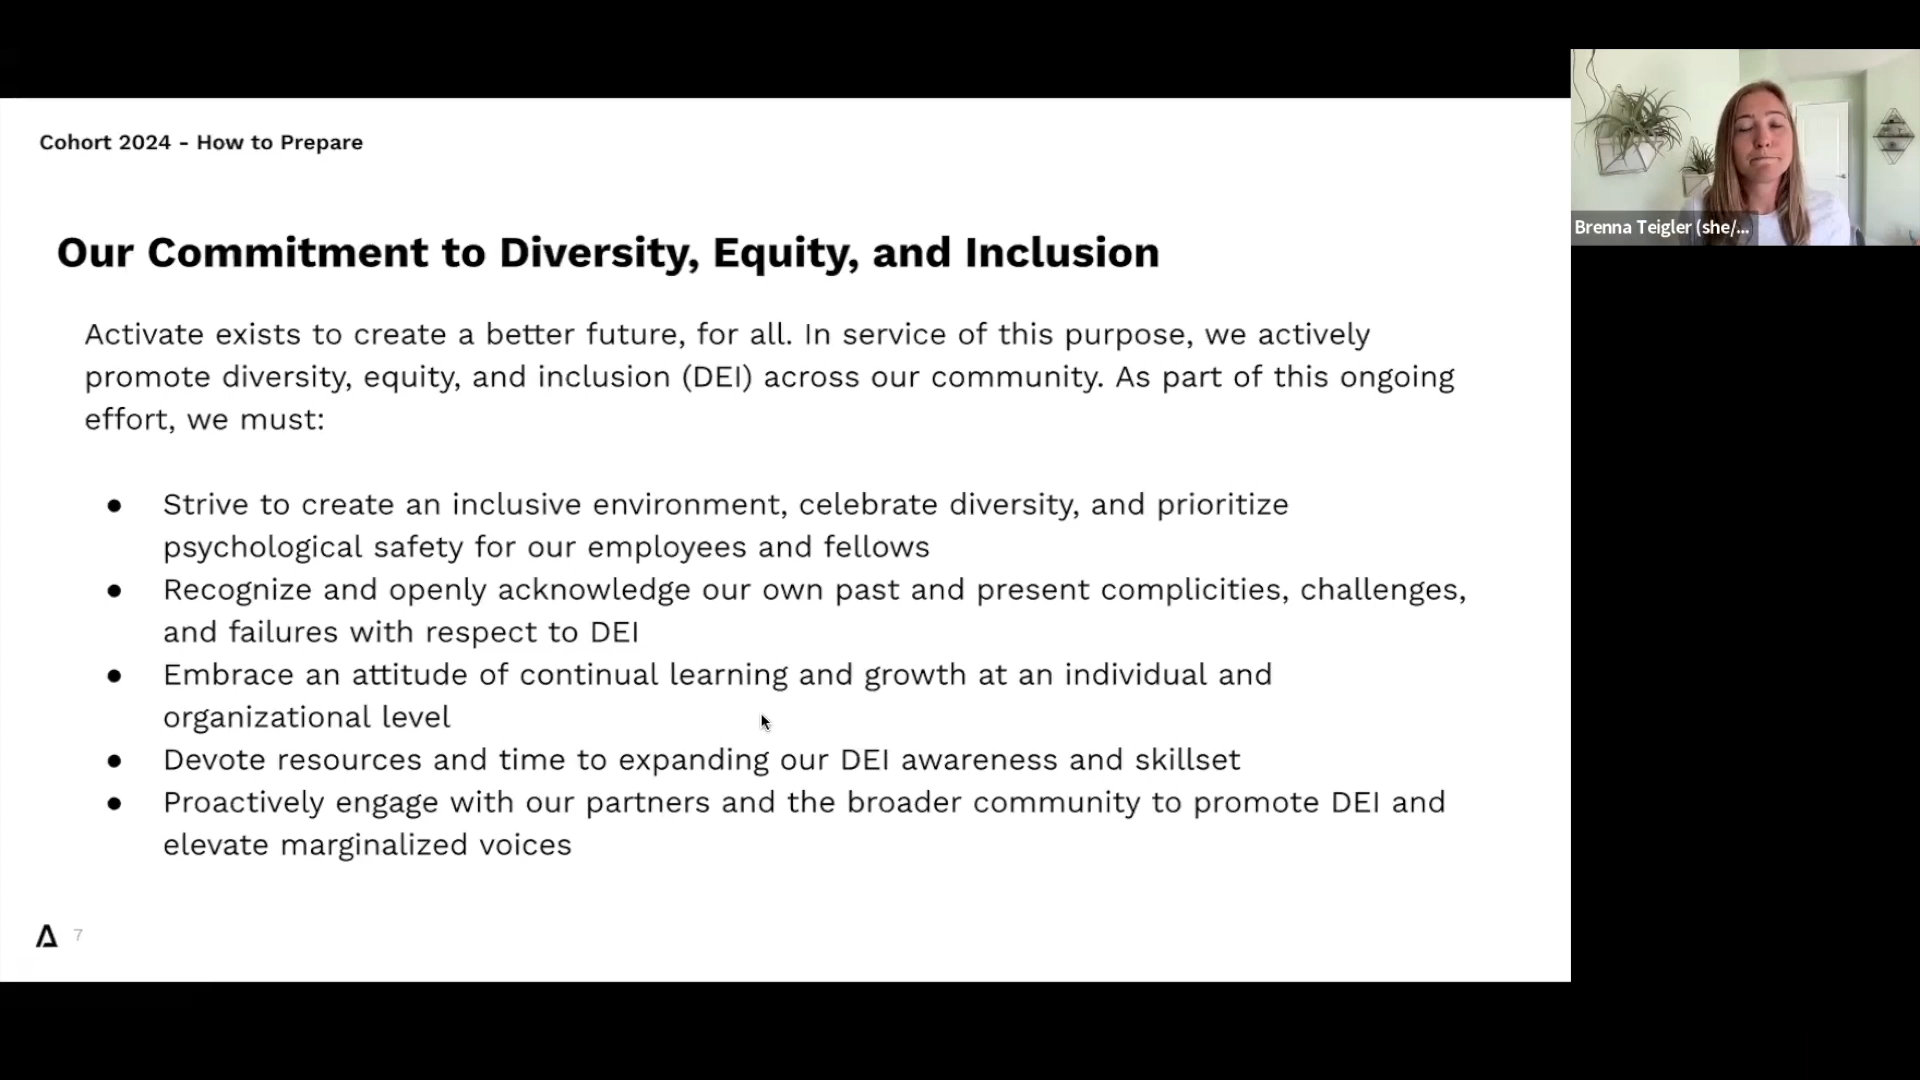 Cohort 2024 - How to Prepare
Our Commitment to Diversity, Equity, and Inclusion
Activate exists to create a better future, for all. In service of this purpose, we actively
promote diversity, equity, and inclusion (DEI) across our community. As part of this ongoing
effort, we must:
● Strive to create an inclusive environment, celebrate diversity, and prioritize
psychological safety for our employees and fellows
● Recognize and openly acknowledge our own past and present complicities, challenges,
and failures with respect to DEI
● Embrace an attitude of continual learning and growth at an individual and
organizational level
● Devote resources and time to expanding our DEI awareness and skillset
● Proactively engage with our partners and the broader community to promote DEI and
elevate marginalized voices
7
Brenna Teigler (she/...